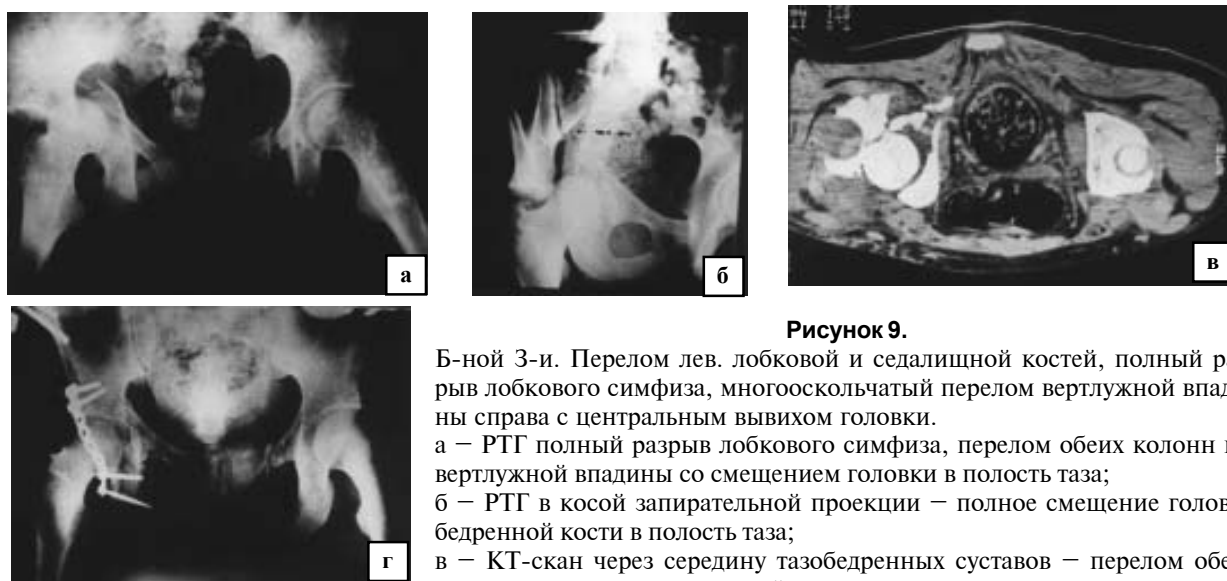 а
б
в
г
Рисунок 9.
Б-ной З-и. Перелом лев. лобковой и седалищной костей, полный ра
рыв лобкового симфиза, многооскольчатый перелом вертлужной впад
ны справа с центральным вывихом головки.
а – РТГ полный разрыв лобкового симфиза, перелом обеих колонн
вертлужной впадины со смещением головки в полость таза;
б – РТГ в косой запирательной проекции – полное смещение голов
бедренной кости в полость таза;
в – КТ-скан через середину тазобедренных суставов – перелом обе